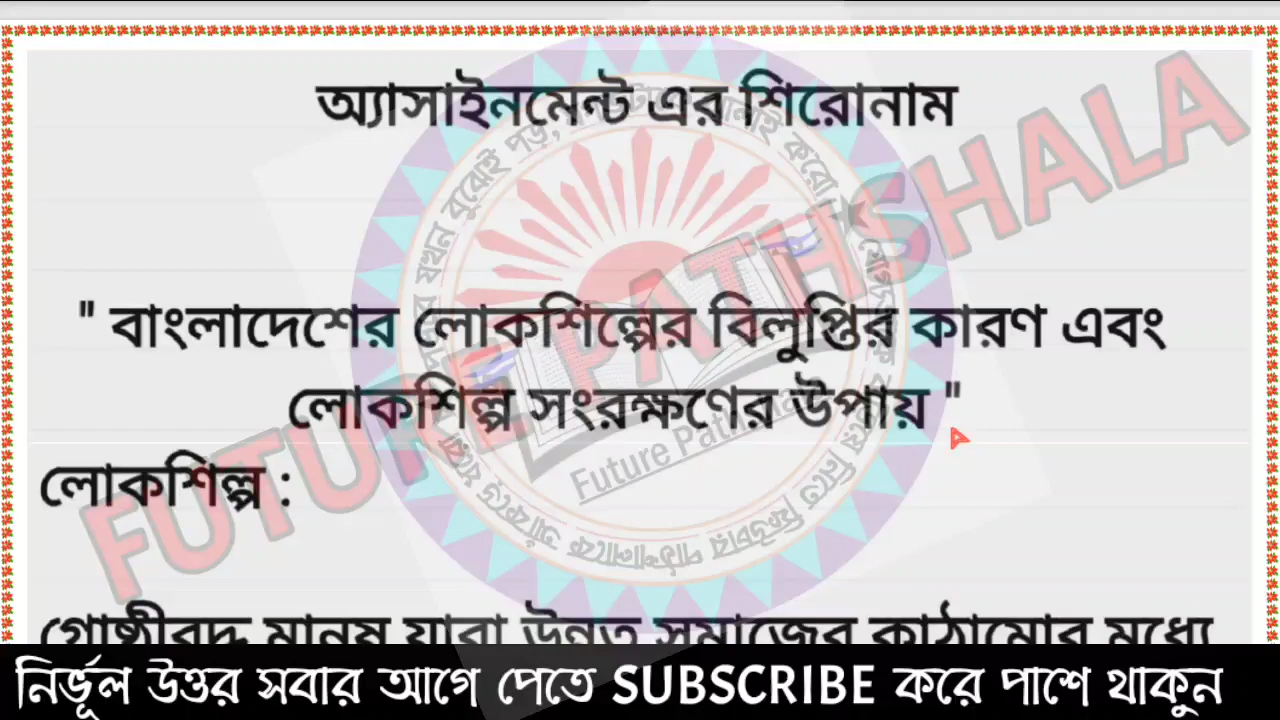 অ্যাসাইনমেন্ট এর শিরোনাম
" বাংলাদেশের লোকশিল্পের বিলুপ্তির কারণ এবং
লোকশিল্প সংরক্ষণের উপায় "
লোকশিল্প :
গোষ্ঠীবদ্ধ মানুষ যারা উন্নত সমাজের কাঠামোর মধ্যে
নির্ভূল উত্তর সবার আগে পেতে SUBSCRIBE করে পাশে থাকুন
FUTURE PATHSHALA
Future